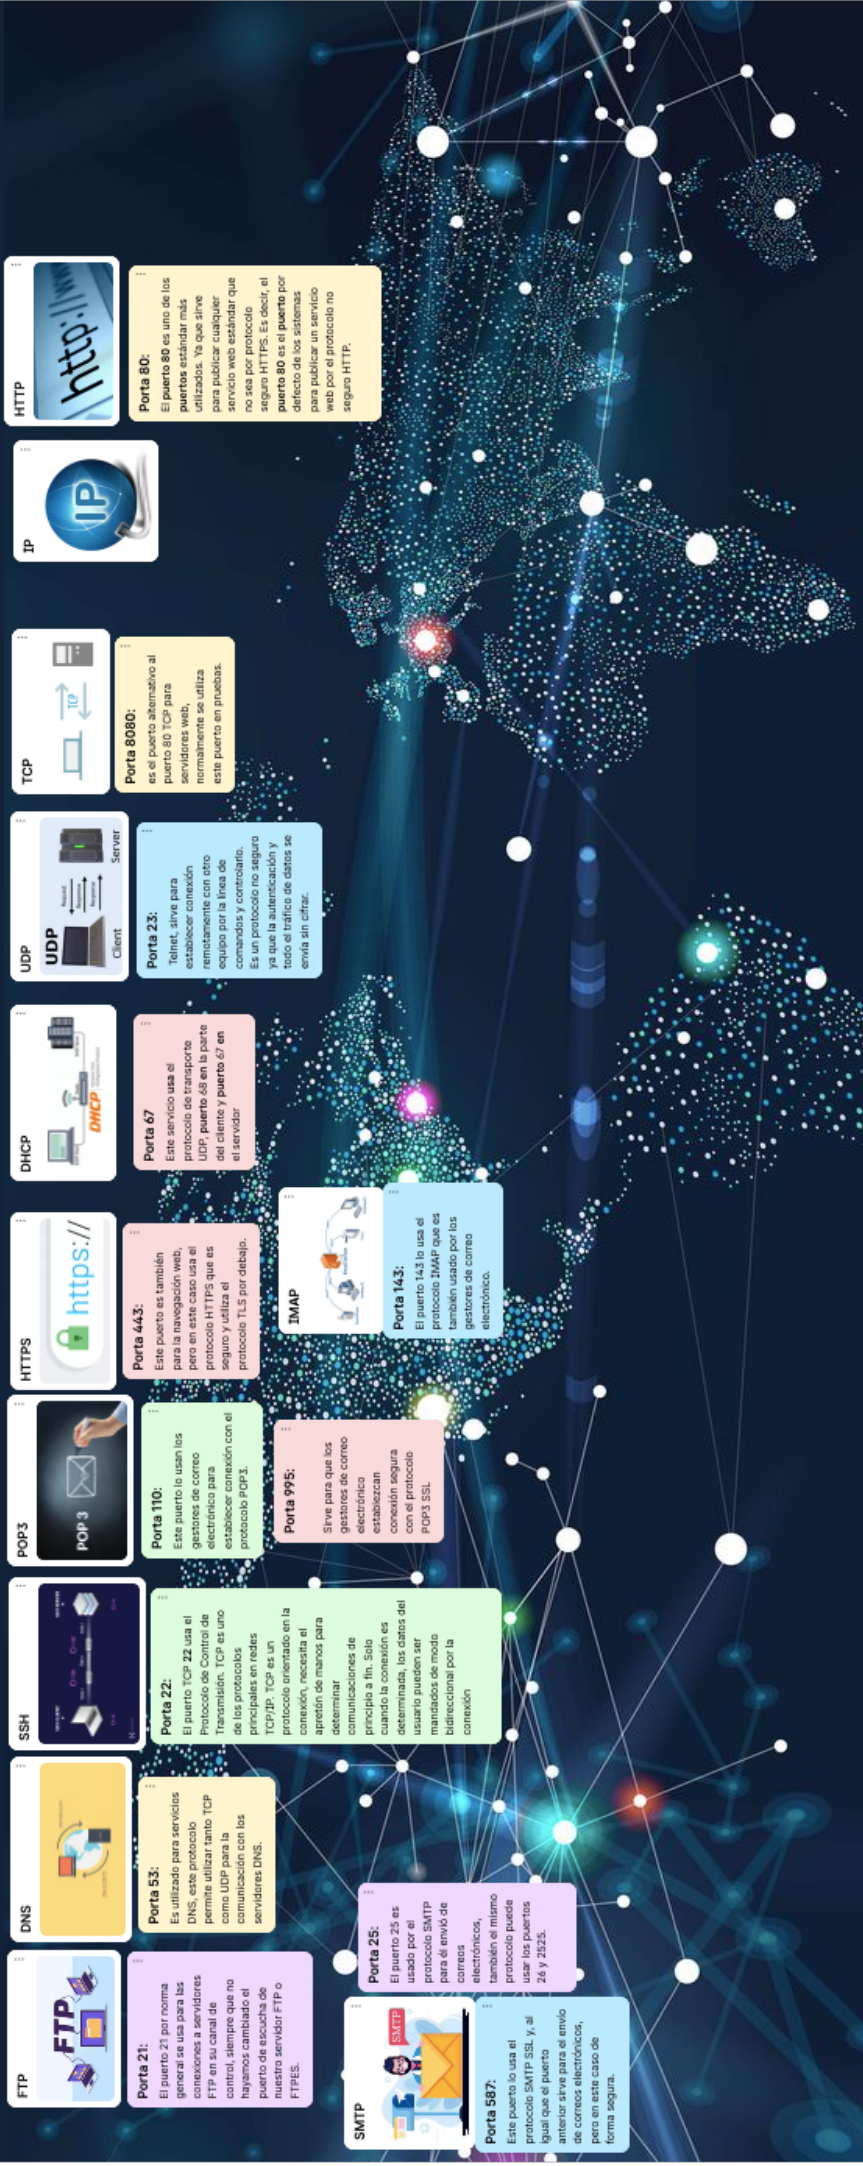 FTP
FTP
Porta 21:
El puerto 21 por norma
general se usa para las
conexiones a servidores
FTP en su canal de
control, siempre que no
hayamos cambiado el
puerto de escucha de
nuestro servidor FTP o
FTPES.
SMTP
SMTP
Porta 587:
Este puerto lo usa el
protocolo SMTP SSL y, al
igual que el puerto
anterior sirve para el envio
de correos electrónicos,
pero en este caso de
forma segura.
Porta 25:
El puerto 25 es
usado por el
protocolo SMTP
para él envió de
correos
electrónicos,
también el mismo
protocolo puede
usar los puertos
26 y 2525.
DNS
Porta 53:
Es utilizado para servicios
DNS, este protocolo
permite utilizar tanto TCP
como UDP para la
comunicación con los
servidores DNS.
SSH
Porta 22:
El puerto TCP 22 usa el
Protocolo de Control de
Transmisión. TCP es uno
de los protocolos
principales en redes
TCP/IP. TCP es un
protocolo orientado en la
conexión, necesita el
apretón de manos para
determinar
comunicaciones de
principio a fin. Solo
cuando la conexión es
determinada, los datos del
usuario pueden ser
mandados de modo
bidireccional por la
conexión
POP3
POP 3
Porta 110:
Este puerto lo usan los
gestores de correo
electrónico para
establecer conexión con el
protocolo POP3.
Porta 995:
Sirve para que los
gestores de correo
electrónico
establezcan
conexión segura
con el protocolo
POP3 SSL
HTTPS
https://
Porta 443:
Este puerto es también
para la navegación web,
pero en este caso usa el
protocolo HTTPS que es
seguro y utiliza el
protocolo TLS por debajo.
IMAP
Porta 143:
El puerto 143 lo usa el
protocolo IMAP que es
también usado por los
gestores de correo
electrónico.
DHCP
DHCP
Porta 67
Este servicio usa el
protocolo de transporte
UDP, puerto 68 en la parte
del cliente y puerto 67 en
el servidor
UDP
UDP
Request
Response
Response
Client
Server
Porta 23:
Telnet, sirve para
establecer conexión
remotamente con otro
equipo por la línea de
comandos y controlarlo.
Es un protocolo no seguro
ya que la autenticación y
todo el tráfico de datos se
envía sin cifrar.
TCP
TCP
Porta 8080:
es el puerto alternativo al
puerto 80 TCP para
servidores web,
normalmente se utiliza
este puerto en pruebas.
IP
IP
HTTP
http://ww
Porta 80:
El puerto 80 es uno de los
puertos estándar más
utilizados. Ya que sirve
para publicar cualquier
servicio web estándar que
no sea por protocolo
seguro HTTPS. Es decir, el
puerto 80 es el puerto por
defecto de los sistemas
para publicar un servicio
web por el protocolo no
seguro HTTP.